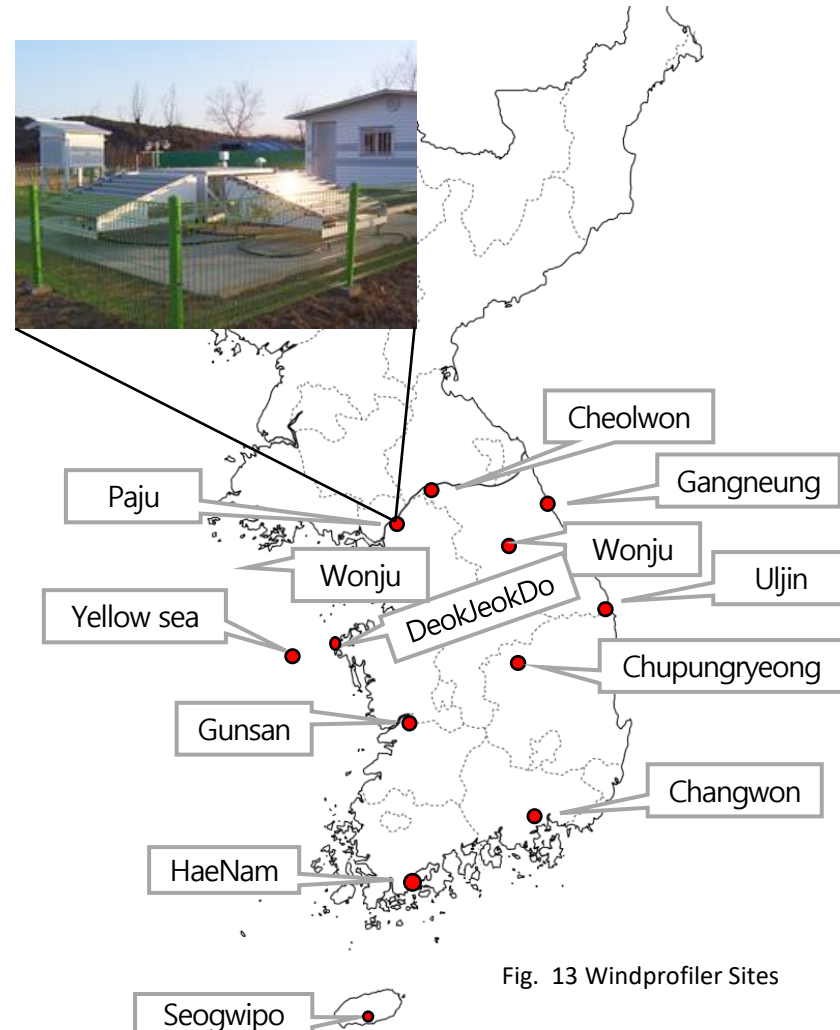 Cheolwon
Gangneung
Paju
Wonju
Wonju
Uljin
DeokJeokDo
Yellow sea
Chupungryeong
Gunsan
Changwon
HaeNam
Fig. 13 Windprofiler Sites
Seogwipo